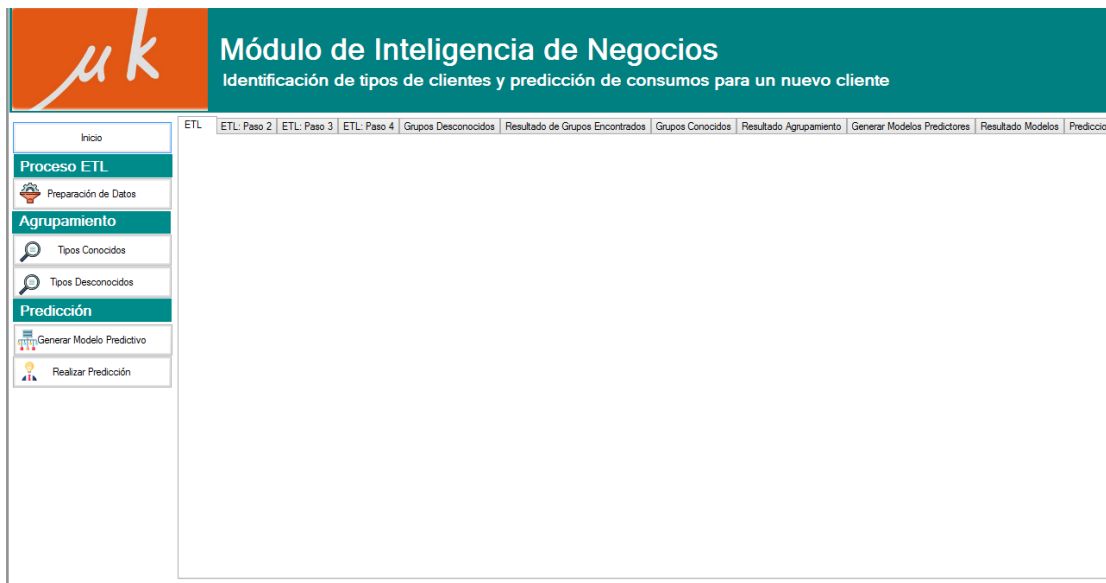 μk
Módulo de Inteligencia de Negocios
Identificación de tipos de clientes y predicción de consumos para un nuevo cliente
Inicio
Proceso ETL
Preparación de Datos
Agrupamiento
Tipos Conocidos
Tipos Desconocidos
Predicción
Generar Modelo Predictivo
Realizar Predicción
ETL ETL: Paso 2 ETL: Paso 3 ETL: Paso 4 Grupos Desconocidos Resultado de Grupos Encontrados Grupos Conocidos Resultado Agrupamiento Generar Modelos Predictores Resultado Modelos Prediccio